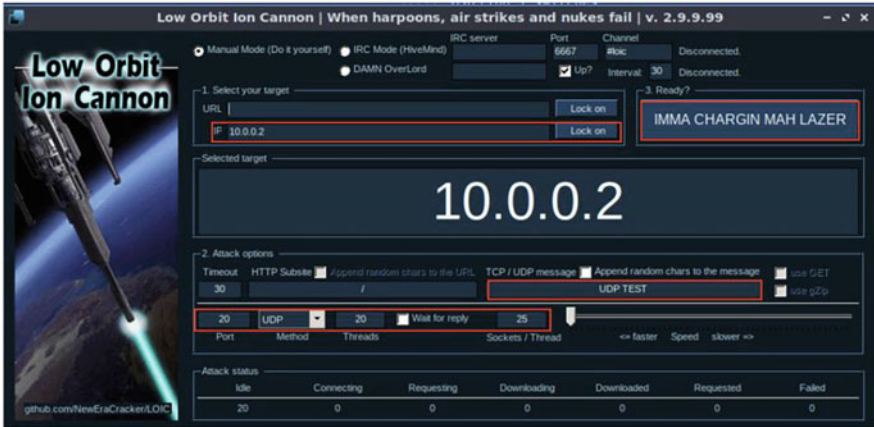 Low Orbit Ion Cannon | When harpoons, air strikes and nukes fail | v. 2.9.9.99
Low Orbit
Ion Cannon
IRC server Port Channel
Manual Mode (Do it yourself) IRC Mode (HiveMind) 6667 #loic Disconnected.
DAMN OverLord Up? Interval: 30 Disconnected.
1. Select your target
URL Lock on
IP 10.0.0.2 Lock on
3. Ready?
IMMA CHARGIN MAH LAZER
Selected target
10.0.0.2
2. Attack options
Timeout HTTP Subsite Append random chars to the URL TCP / UDP message Append random chars to the message use GET
30 / UDP TEST use gZip
20 UDP 20 Wait for reply 25
Port Method Threads Sockets / Thread <= faster Speed slower =>
Attack status
Idle Connecting Requesting Downloading Downloaded Requested Failed
20 0 0 0 0 0 0
github.com/NewEraCracker/LOIC